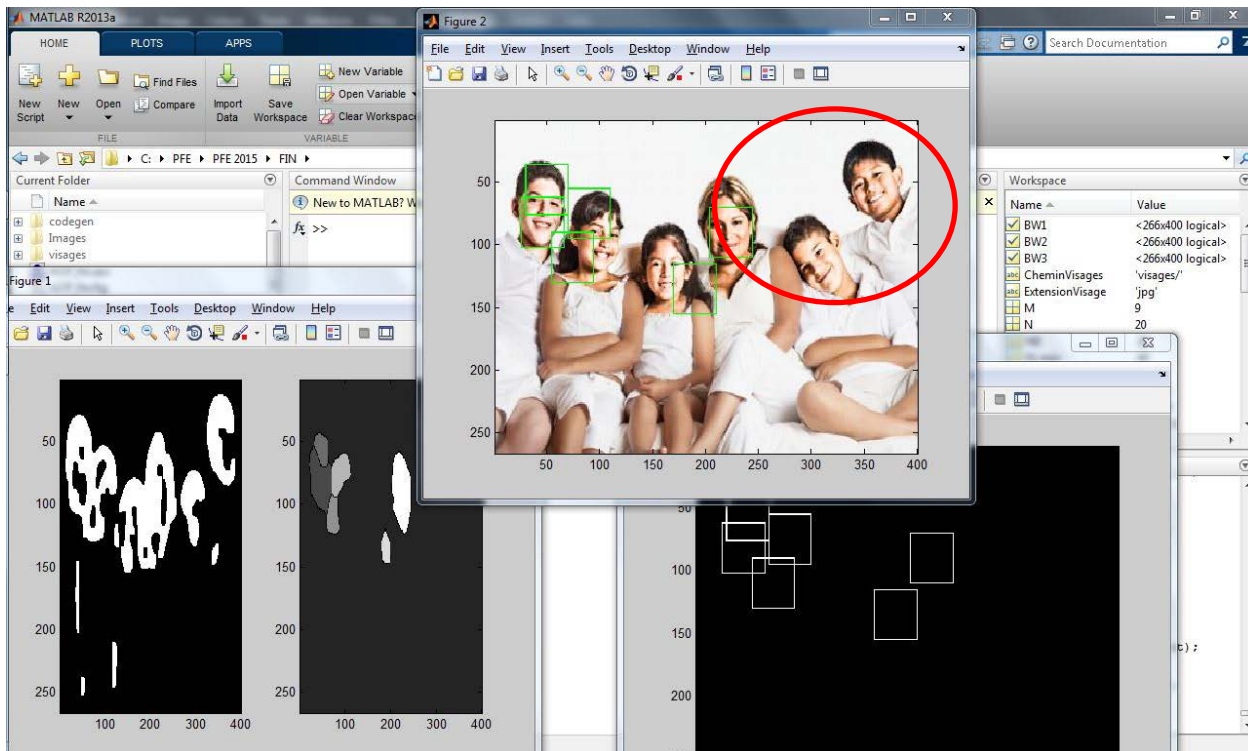 MATLAB R2013a
HOME PLOTS APPS
Search Documentation
New Script
New
Open
Find Files
Compare
Import Data
Save Workspace
New Variable
Open Variable
Clear Workspace
FILE
VARIABLE
C: PFE PFE 2015 FIN
Current Folder
Name
codegen
Images
visages
Command Window
New to MATLAB? W
fx >>
Figure 2
File Edit View Insert Tools Desktop Window Help
50
100
150
200
250
50 100 150 200 250 300 350 400
Workspace
Name Value
BW1 <266x400 logical>
BW2 <266x400 logical>
BW3 <266x400 logical>
CheminVisages 'visages/'
ExtensionVisage 'jpg'
M 9
N 20
Figure 1
e Edit View Insert Tools Desktop Window Help
50
100
150
200
250
100 200 300 400
50
100
150
200
250
100 200 300 400
50
100
150
200
t);